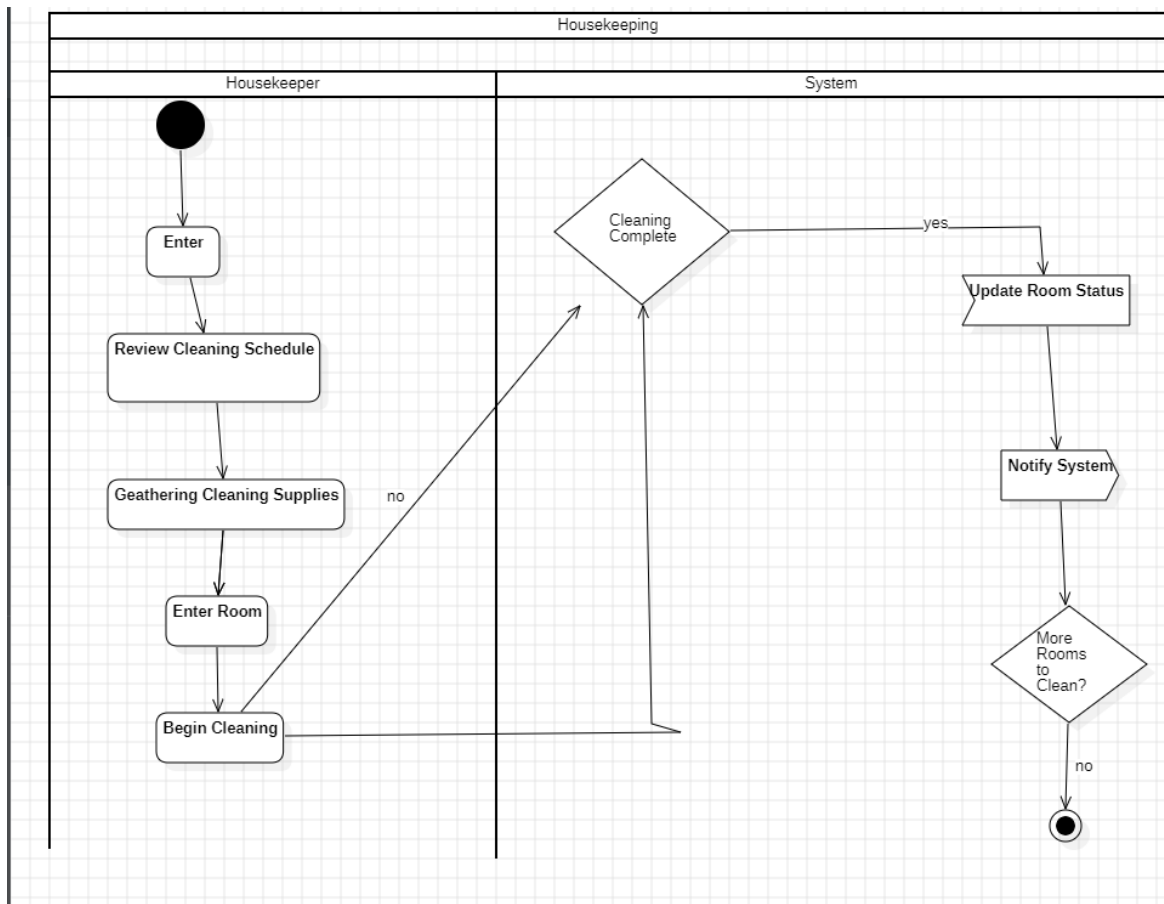 Housekeeping
Housekeeper
System
Enter
Review Cleaning Schedule
Geathering Cleaning Supplies
Enter Room
Begin Cleaning
no
Cleaning
Complete
yes
Update Room Status
Notify System
More
Rooms
to
Clean?
no